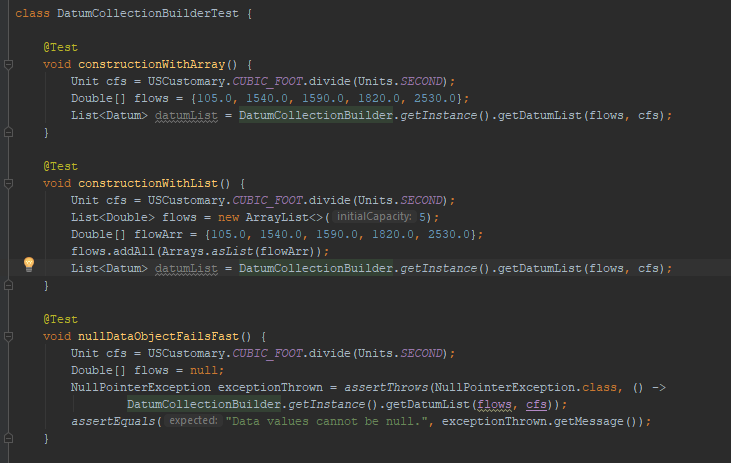 class DatumCollectionBuilderTest {
@Test
void constructionWithArray() {
Unit cfs = USCustomary.CUBIC_FOOT.divide(Units.SECOND);
Double[] flows = {105.0, 1540.0, 1590.0, 1820.0, 2530.0};
List<Datum> datumList = DatumCollectionBuilder.getInstance().getDatumList(flows, cfs);
}
@Test
void constructionWithList() {
Unit cfs = USCustomary.CUBIC_FOOT.divide(Units.SECOND);
List<Double> flows = new ArrayList<>( initialCapacity: 5);
Double[] flowArr = {105.0, 1540.0, 1590.0, 1820.0, 2530.0};
flows.addAll(Arrays.asList(flowArr));
List<Datum> datumList = DatumCollectionBuilder.getInstance().getDatumList(flows, cfs);
}
@Test
void nullDataObjectFailsFast() {
Unit cfs = USCustomary.CUBIC_FOOT.divide(Units.SECOND);
Double[] flows = null;
NullPointerException exceptionThrown = assertThrows(NullPointerException.class, () ->
DatumCollectionBuilder.getInstance().getDatumList(flows, cfs));
assertEquals( expected: "Data values cannot be null.", exceptionThrown.getMessage());
}